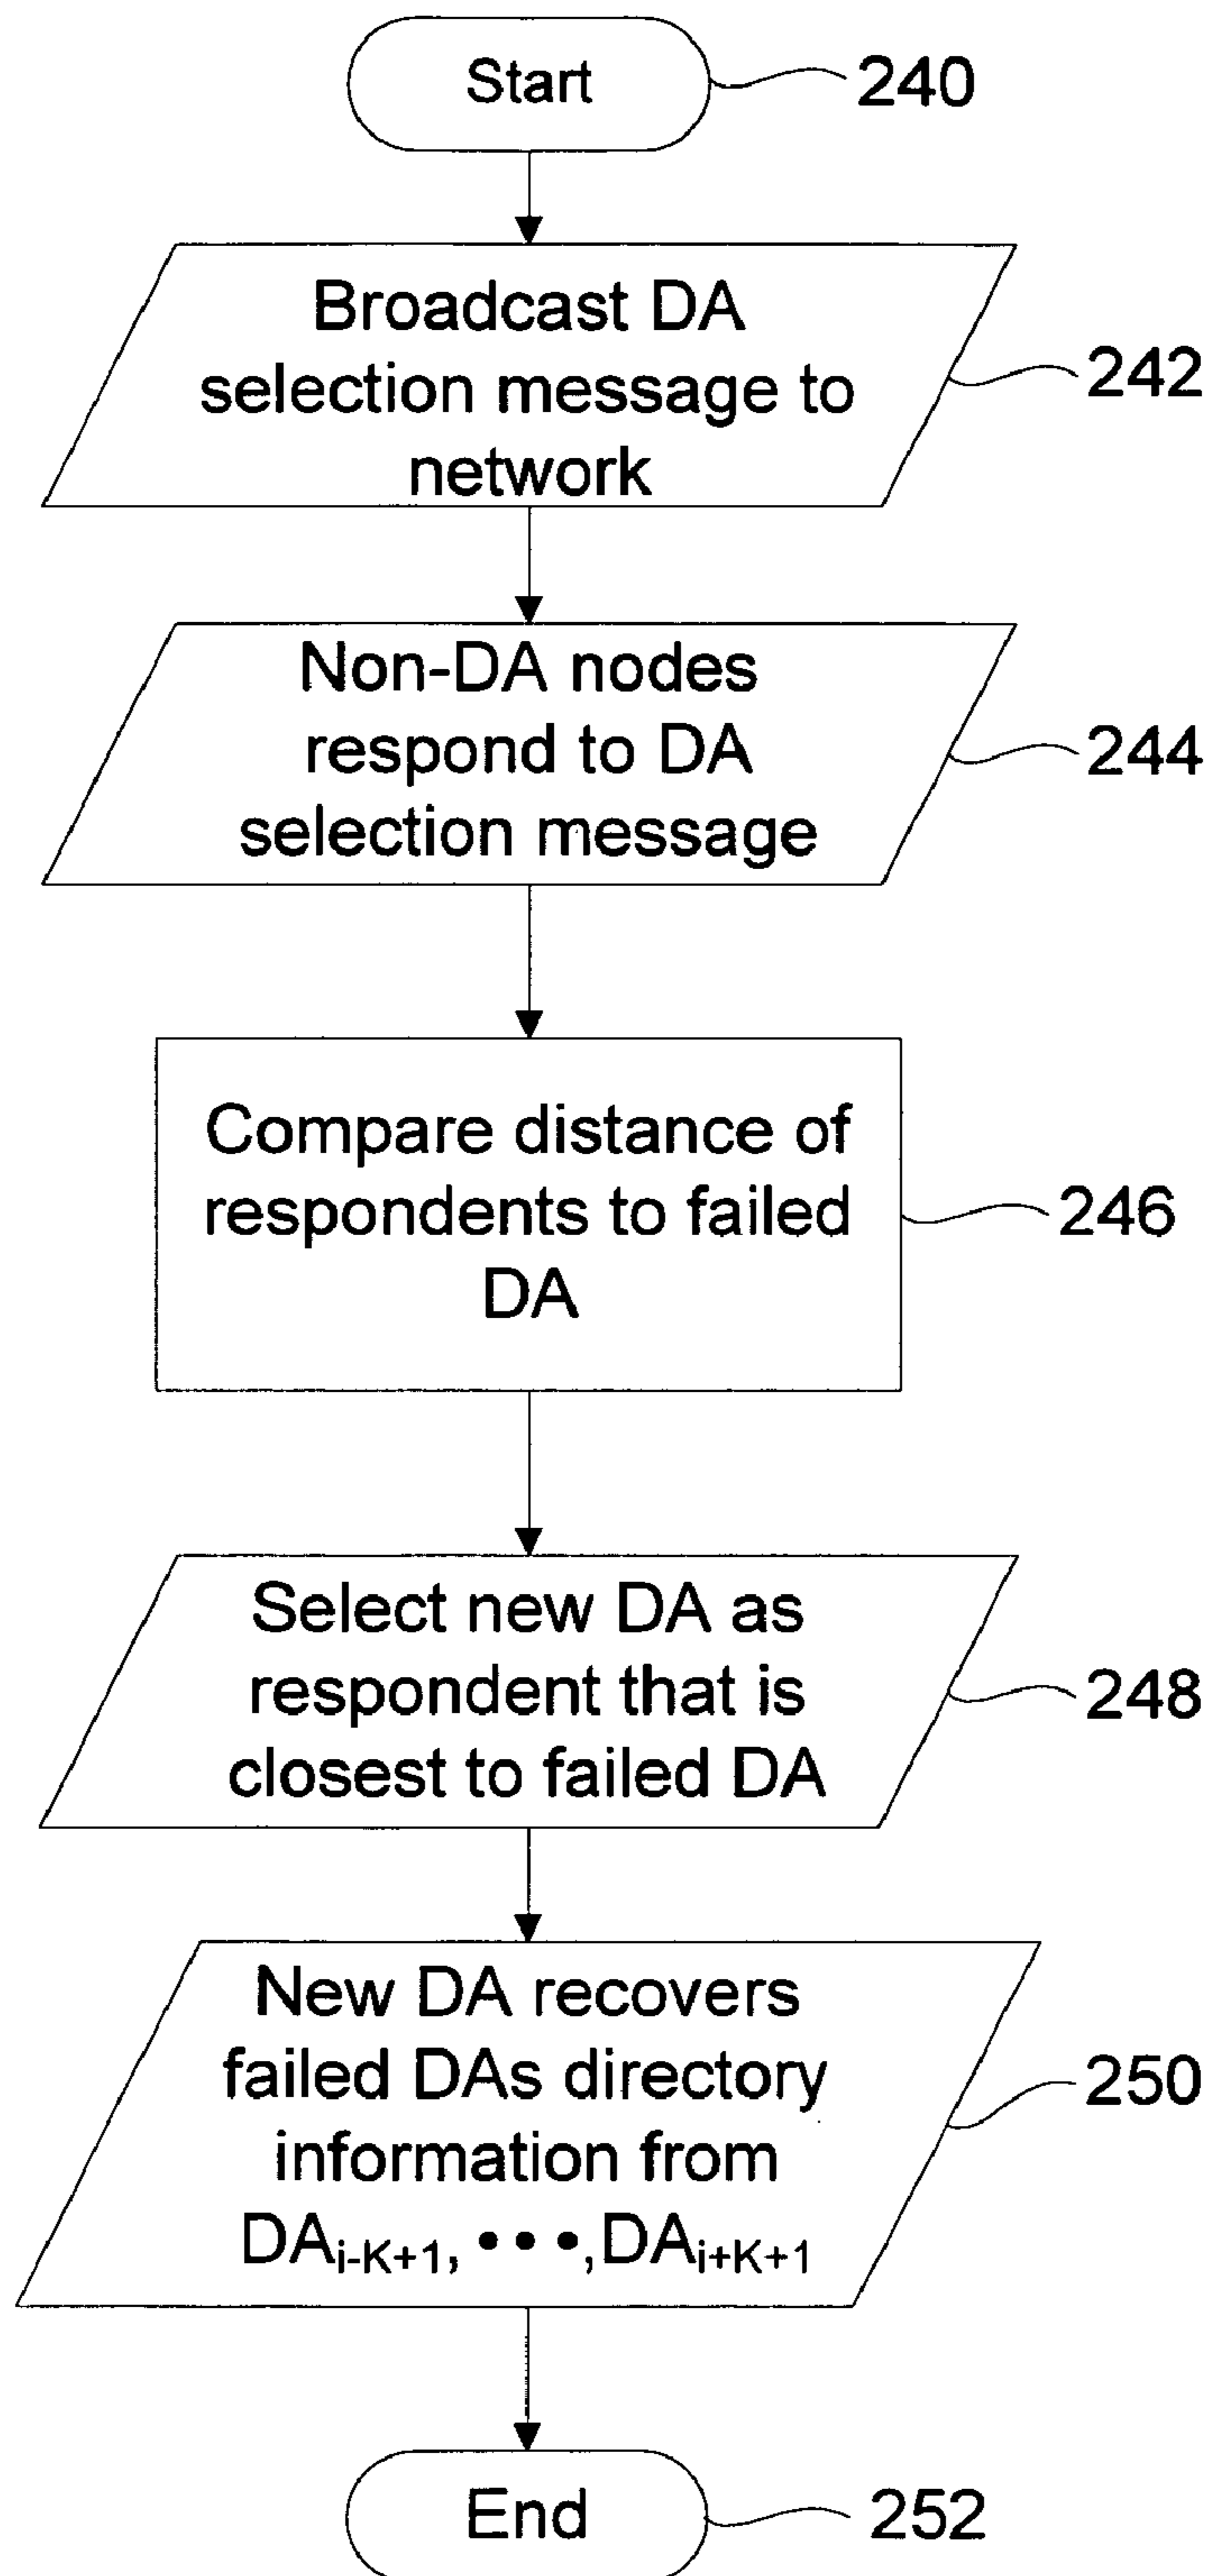 Start
240
Broadcast DA
selection message to
network
242
Non-DA nodes
respond to DA
selection message
244
Compare distance of
respondents to failed
DA
246
Select new DA as
respondent that is
closest to failed DA
248
New DA recovers
failed DAs directory
information from
DAi-K+1, •••,DAi+K+1
250
End
252